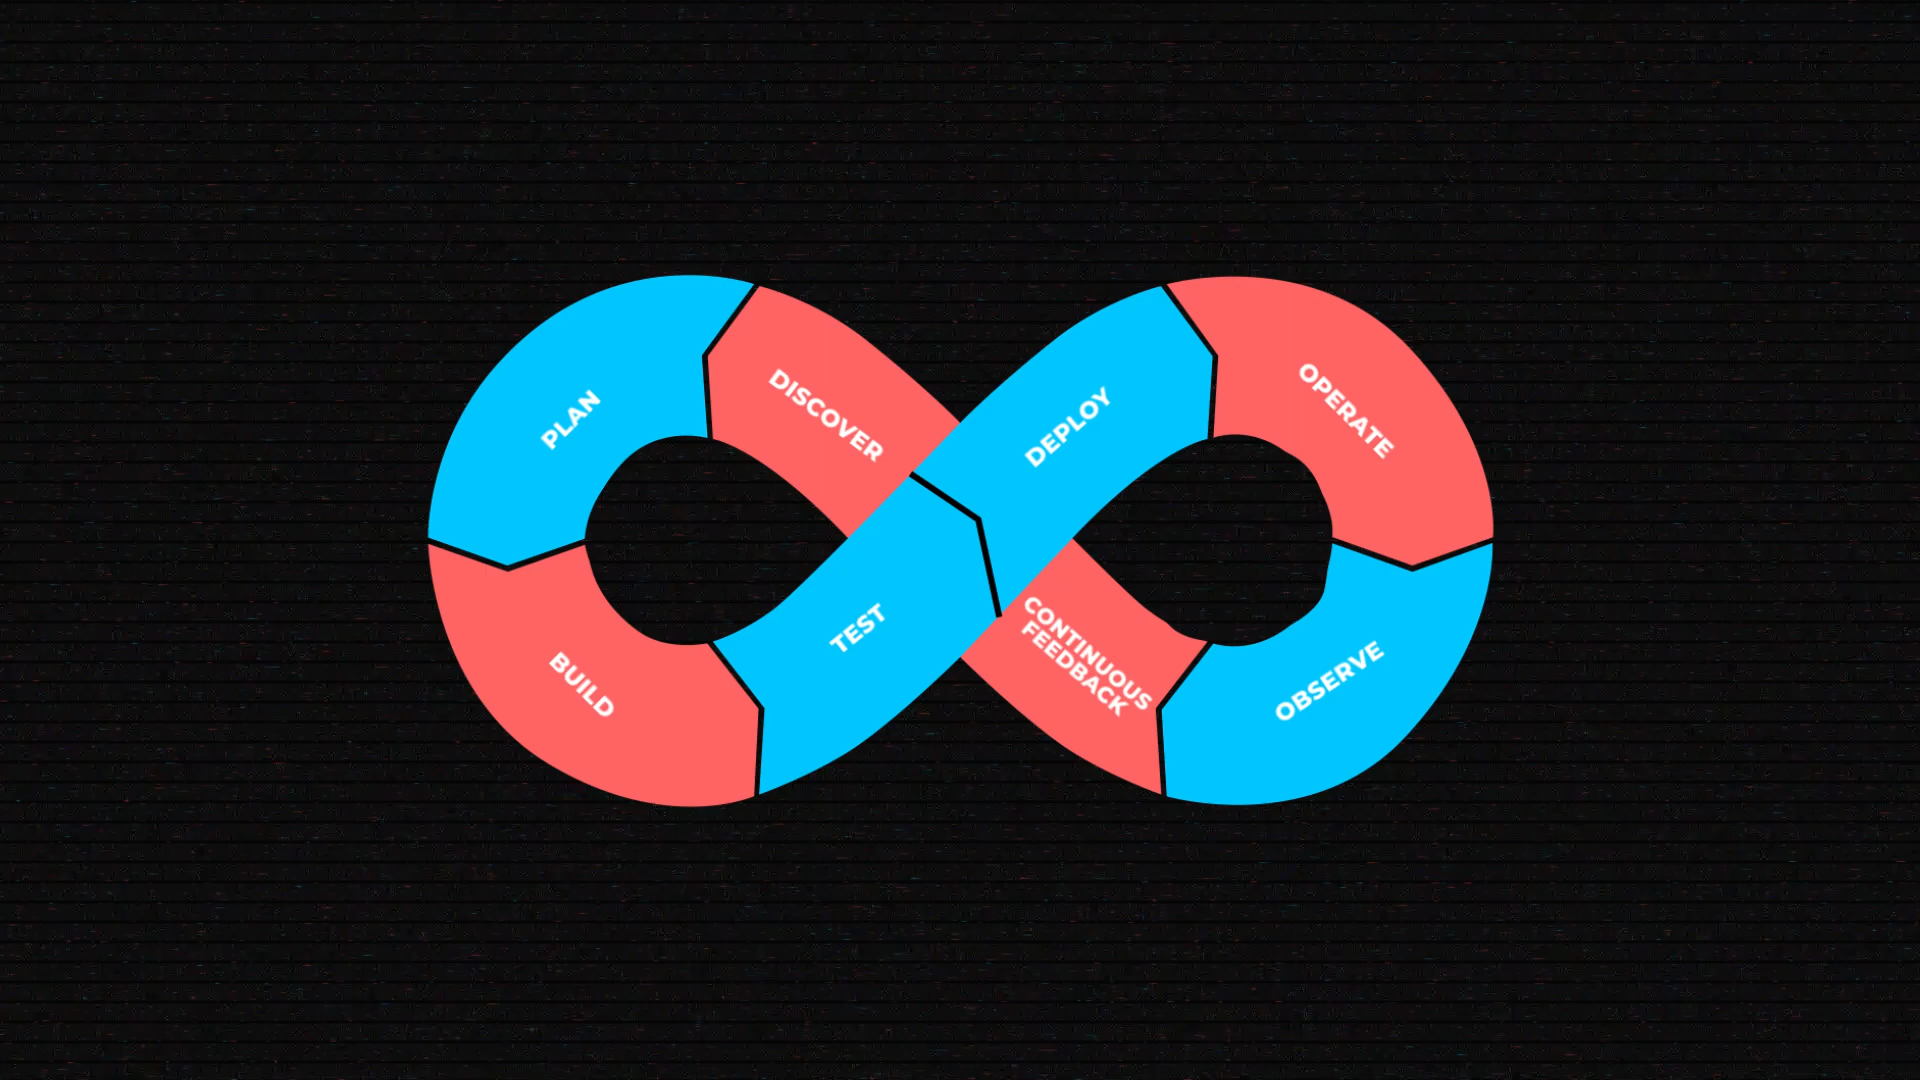 DISCOVER
PLAN
BUILD
TEST
DEPLOY
OPERATE
OBSERVE
CONTINUOUS
FEEDBACK